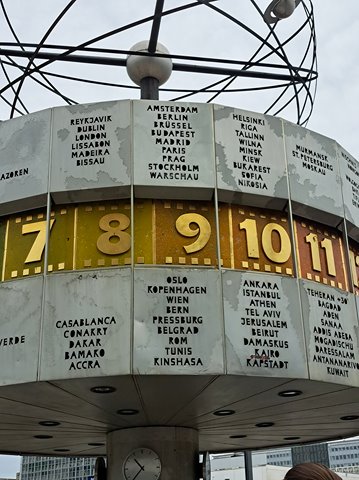 AZOREN
REYKJAVIK
DUBLIN
LONDON
LISSABON
MADEIRA
BISSAU
AMSTERDAM
BERLIN
BRÜSSEL
BUDAPEST
MADRID
PARIS
PRAG
STOCKHOLM
WARSCHAU
HELSINKI
RIGA
TALLINN
WILNA
MINSK
KIEW
BUKAREST
SOFIA
NIKOSIA
MURMANSK
ST. PETERSBURG
MOSKAU
7
8
9
10
11
VERDE
CASABLANCA
CONAKRY
DAKAR
BAMAKO
ACCRA
OSLO
KOPENHAGEN
WIEN
BERN
PRESSBURG
BELGRAD
ROM
TUNIS
KINSHASA
ANKARA
ISTANBUL
ATHEN
TEL AVIV
JERUSALEM
BEIRUT
DAMASKUS
KAIRO
KAPSTADT
TEHERAN +30'
BAGDAD
ADEN
SANAA
ADDIS ABEBA
MOGADISCHU
DARESSALAM
ANTANANARIVO
KUWAIT